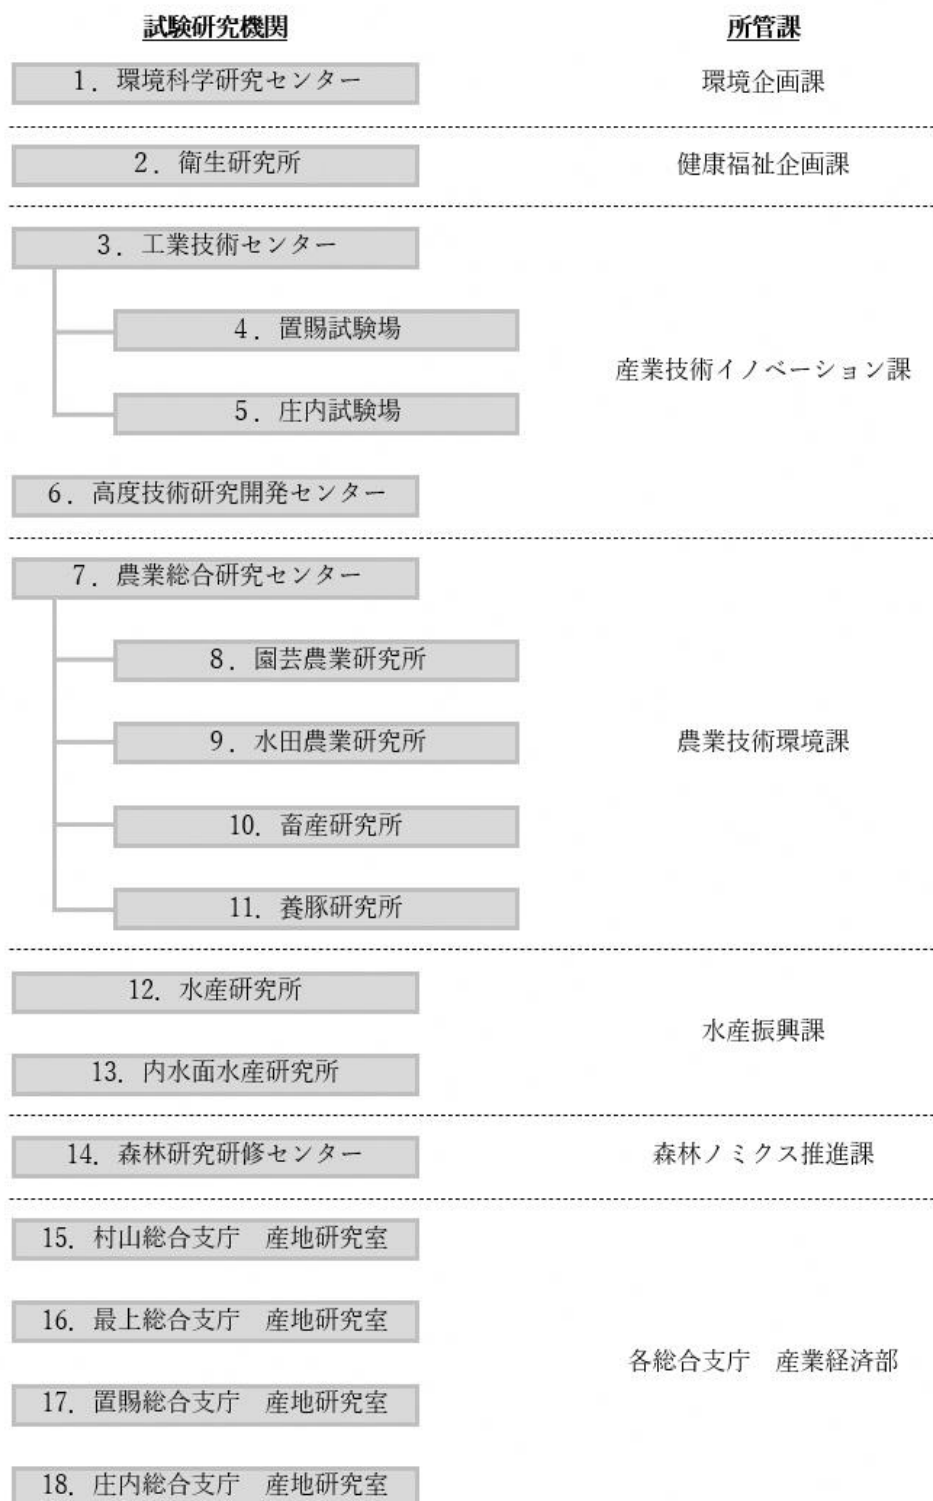 試験研究機関 所管課
1. 環境科学研究センター 環境企画課
2. 衛生研究所 健康福祉企画課
3. 工業技術センター
4. 置賜試験場
産業技術イノベーション課
5. 庄内試験場
6. 高度技術研究開発センター
7. 農業総合研究センター
8. 園芸農業研究所
9. 水田農業研究所 農業技術環境課
10. 畜産研究所
11. 養豚研究所
12. 水産研究所
水産振興課
13. 内水面水産研究所
14. 森林研究研修センター 森林ノミクス推進課
15. 村山総合支庁　産地研究室
16. 最上総合支庁　産地研究室
各総合支庁　産業経済部
17. 置賜総合支庁　産地研究室
18. 庄内総合支庁　産地研究室